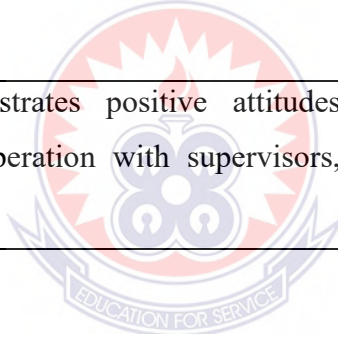 strates positive attitudes
peration with supervisors,
EDUCATION FOR SERVICE